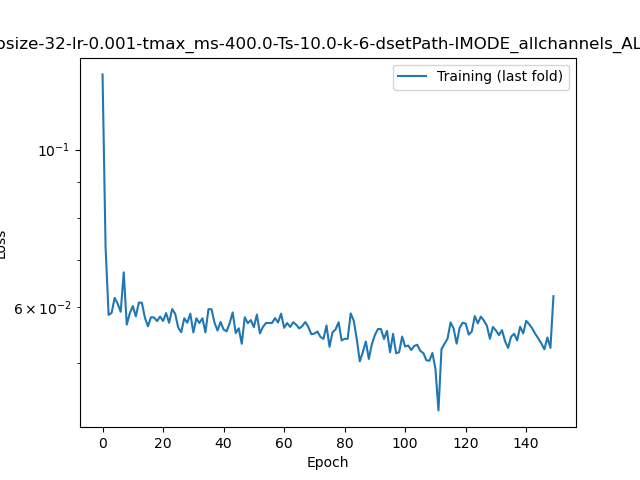 osize-32-lr-0.001-tmax_ms-400.0-Ts-10.0-k-6-dsetPath-IMODE_allchannels_AL
Training (last fold)
10⁻¹
6 × 10⁻²
Loss
0 20 40 60 80 100 120 140
Epoch